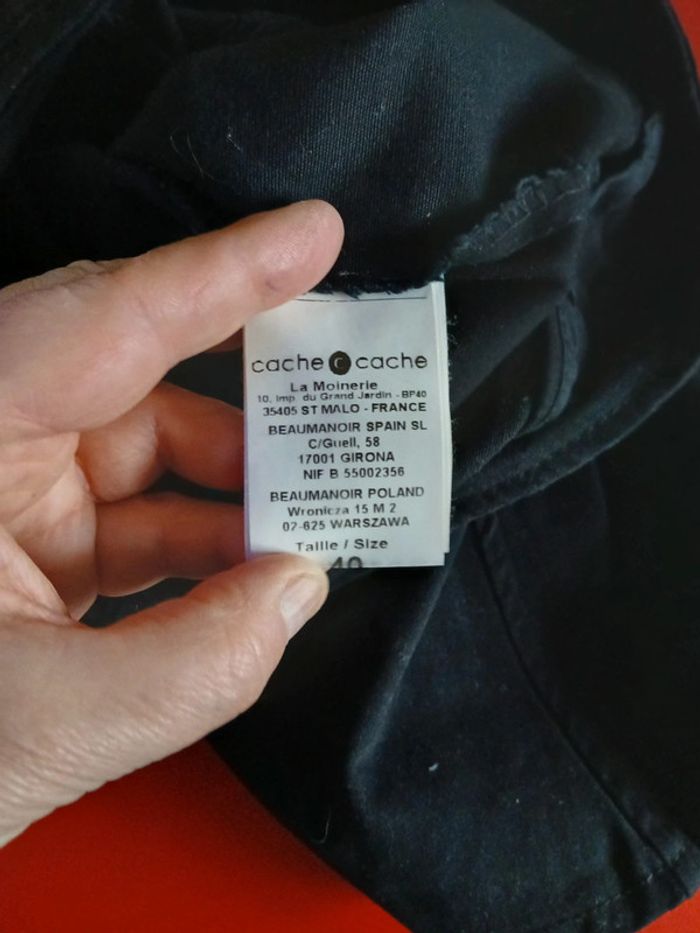 cache c cache
La Moinerie
10, Imp. du Grand Jardin - BP40
35405 ST MALO - FRANCE
BEAUMANOIR SPAIN SL
C/Guell, 58
17001 GIRONA
NIF B 55002356
BEAUMANOIR POLAND
Wronicza 15 M 2
02-625 WARSZAWA
Taille / Size
40